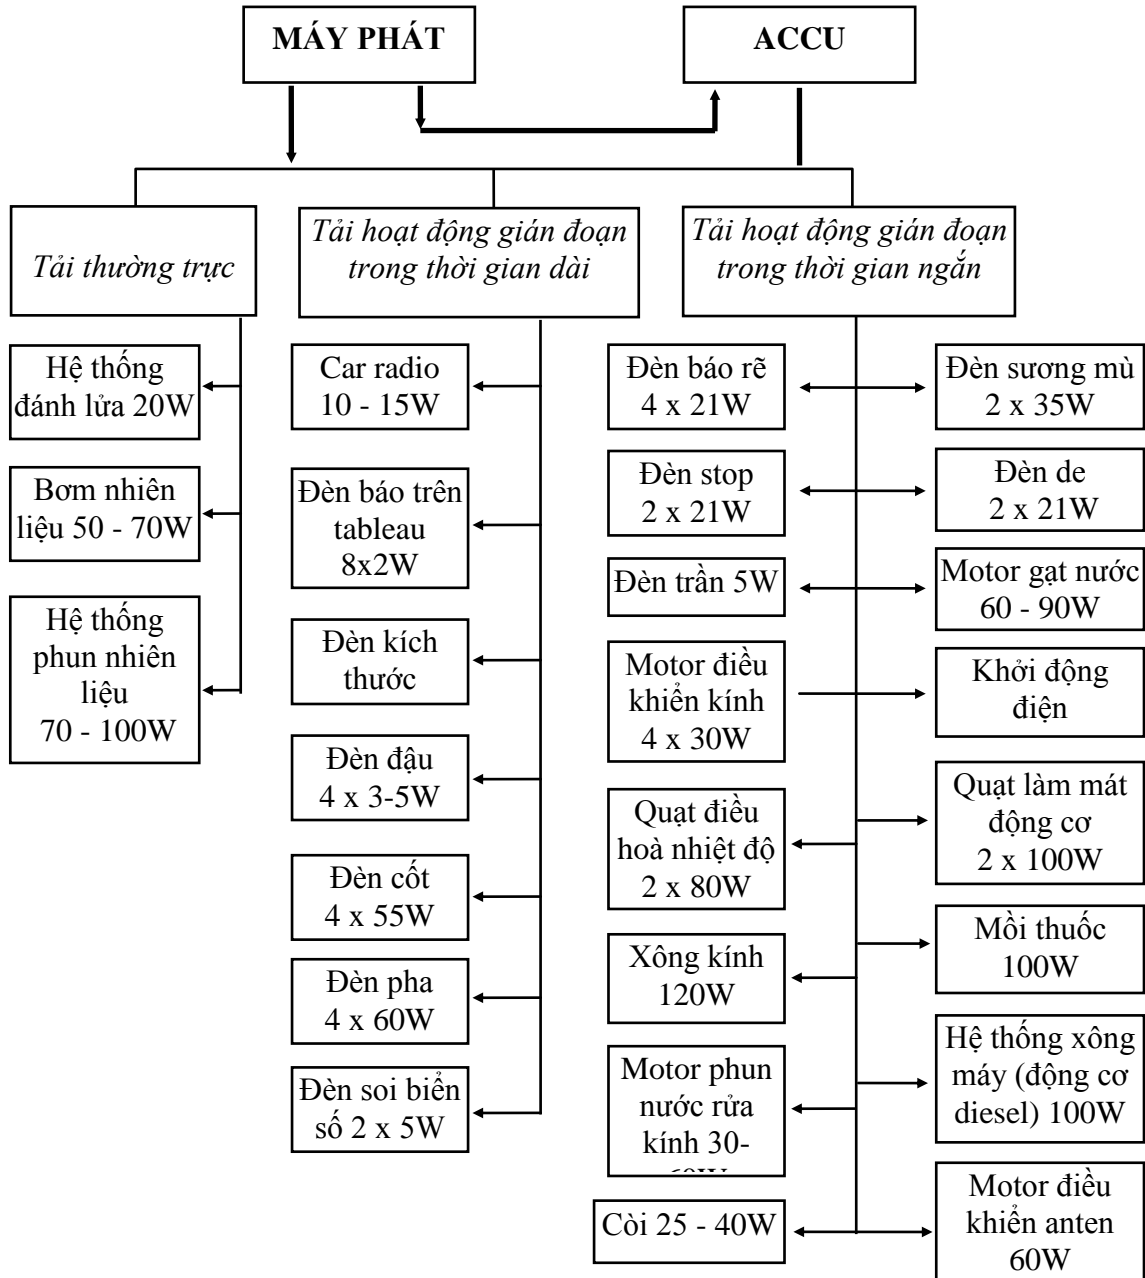 MÁY PHÁT
ACCU
Tải thường trực
Tải hoạt động gián đoạn
trong thời gian dài
Tải hoạt động gián đoạn
trong thời gian ngắn
Hệ thống
đánh lửa 20W
Bơm nhiên
liệu 50 - 70W
Hệ thống
phun nhiên
liệu
70 - 100W
Car radio
10 - 15W
Đèn báo trên
tableau
8x2W
Đèn kích
thước
Đèn đậu
4 x 3-5W
Đèn cốt
4 x 55W
Đèn pha
4 x 60W
Đèn soi biển
số 2 x 5W
Đèn báo rẽ
4 x 21W
Đèn stop
2 x 21W
Đèn trần 5W
Motor điều
khiển kính
4 x 30W
Quạt điều
hoà nhiệt độ
2 x 80W
Xông kính
120W
Motor phun
nước rửa
kính 30-
Còi 25 - 40W
Đèn sương mù
2 x 35W
Đèn de
2 x 21W
Motor gạt nước
60 - 90W
Khởi động
điện
Quạt làm mát
động cơ
2 x 100W
Mồi thuốc
100W
Hệ thống xông
máy (động cơ
diesel) 100W
Motor điều
khiển anten
60W